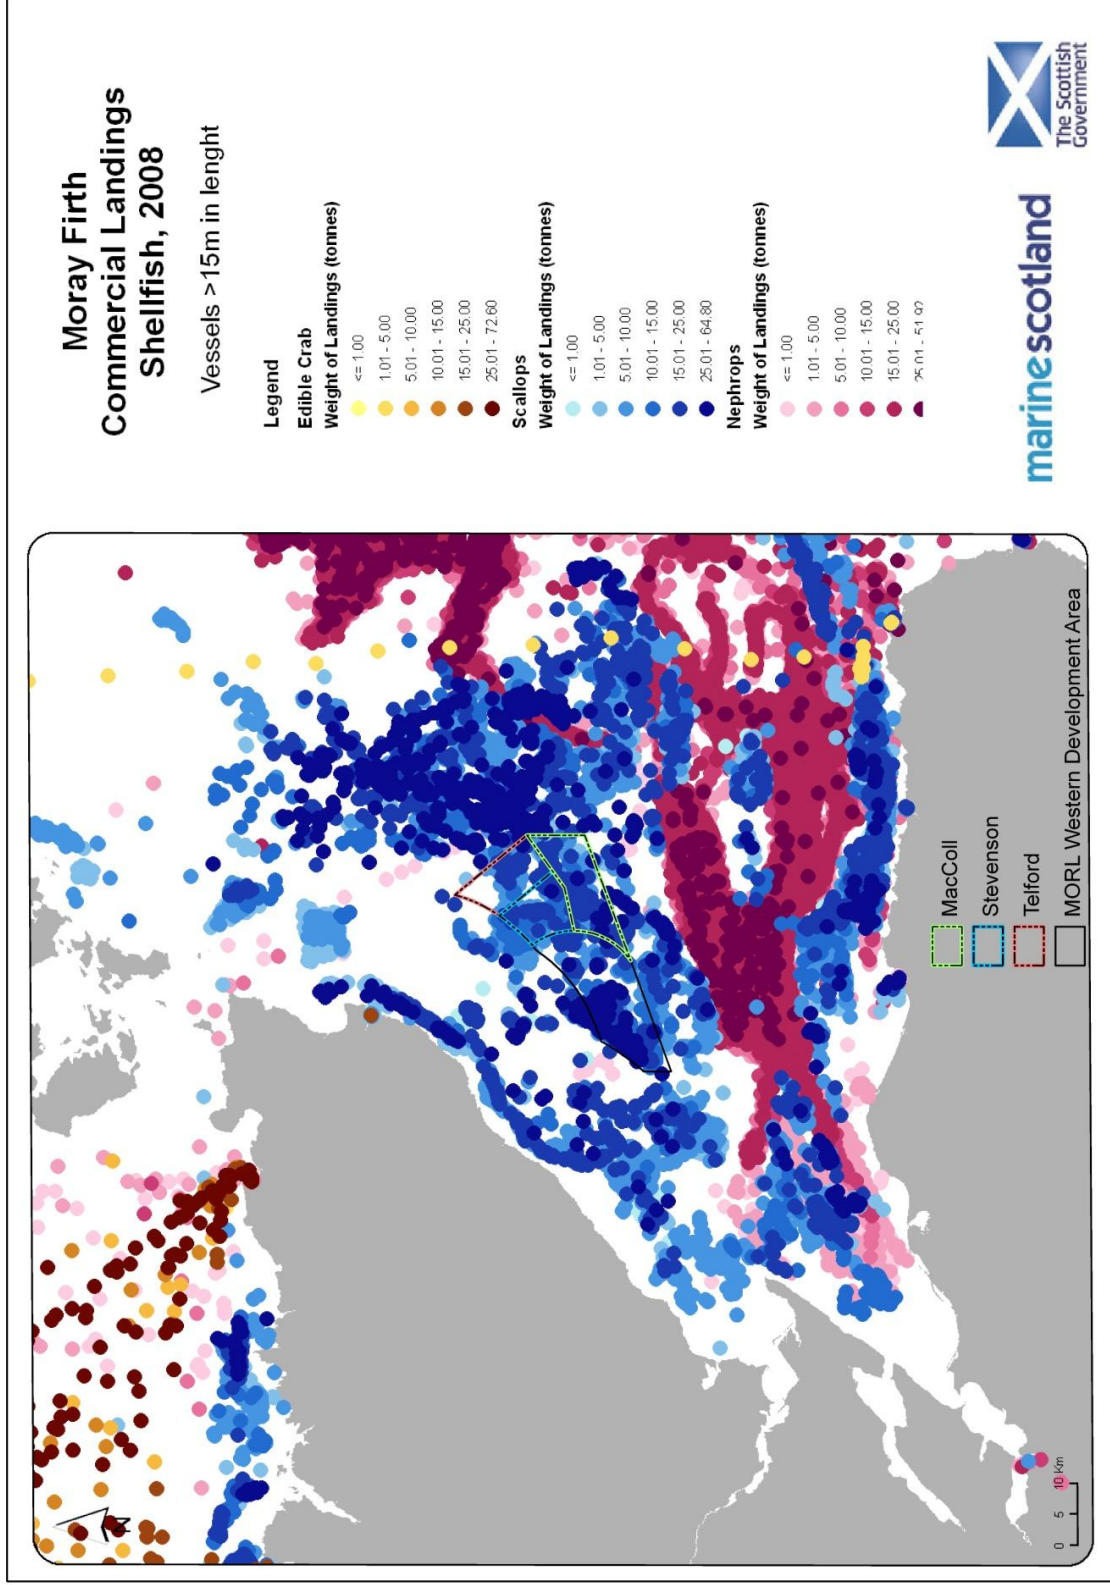 Moray Firth
Commercial Landings
Shellfish, 2008
Vessels >15m in lenght
Legend
Edible Crab
Weight of Landings (tonnes)
<= 1.00
1.01 - 5.00
5.01 - 10.00
10.01 - 15.00
15.01 - 25.00
25.01 - 72.60
Scallops
Weight of Landings (tonnes)
<= 1.00
1.01 - 5.00
5.01 - 10.00
10.01 - 15.00
15.01 - 25.00
25.01 - 64.80
Nephrops
Weight of Landings (tonnes)
<= 1.00
1.01 - 5.00
5.01 - 10.00
10.01 - 15.00
15.01 - 25.00
25.01 - 51.92
marinescotland
The Scottish
Government
N
MacColl
Stevenson
Telford
MORL Western Development Area
0 5 10 Km